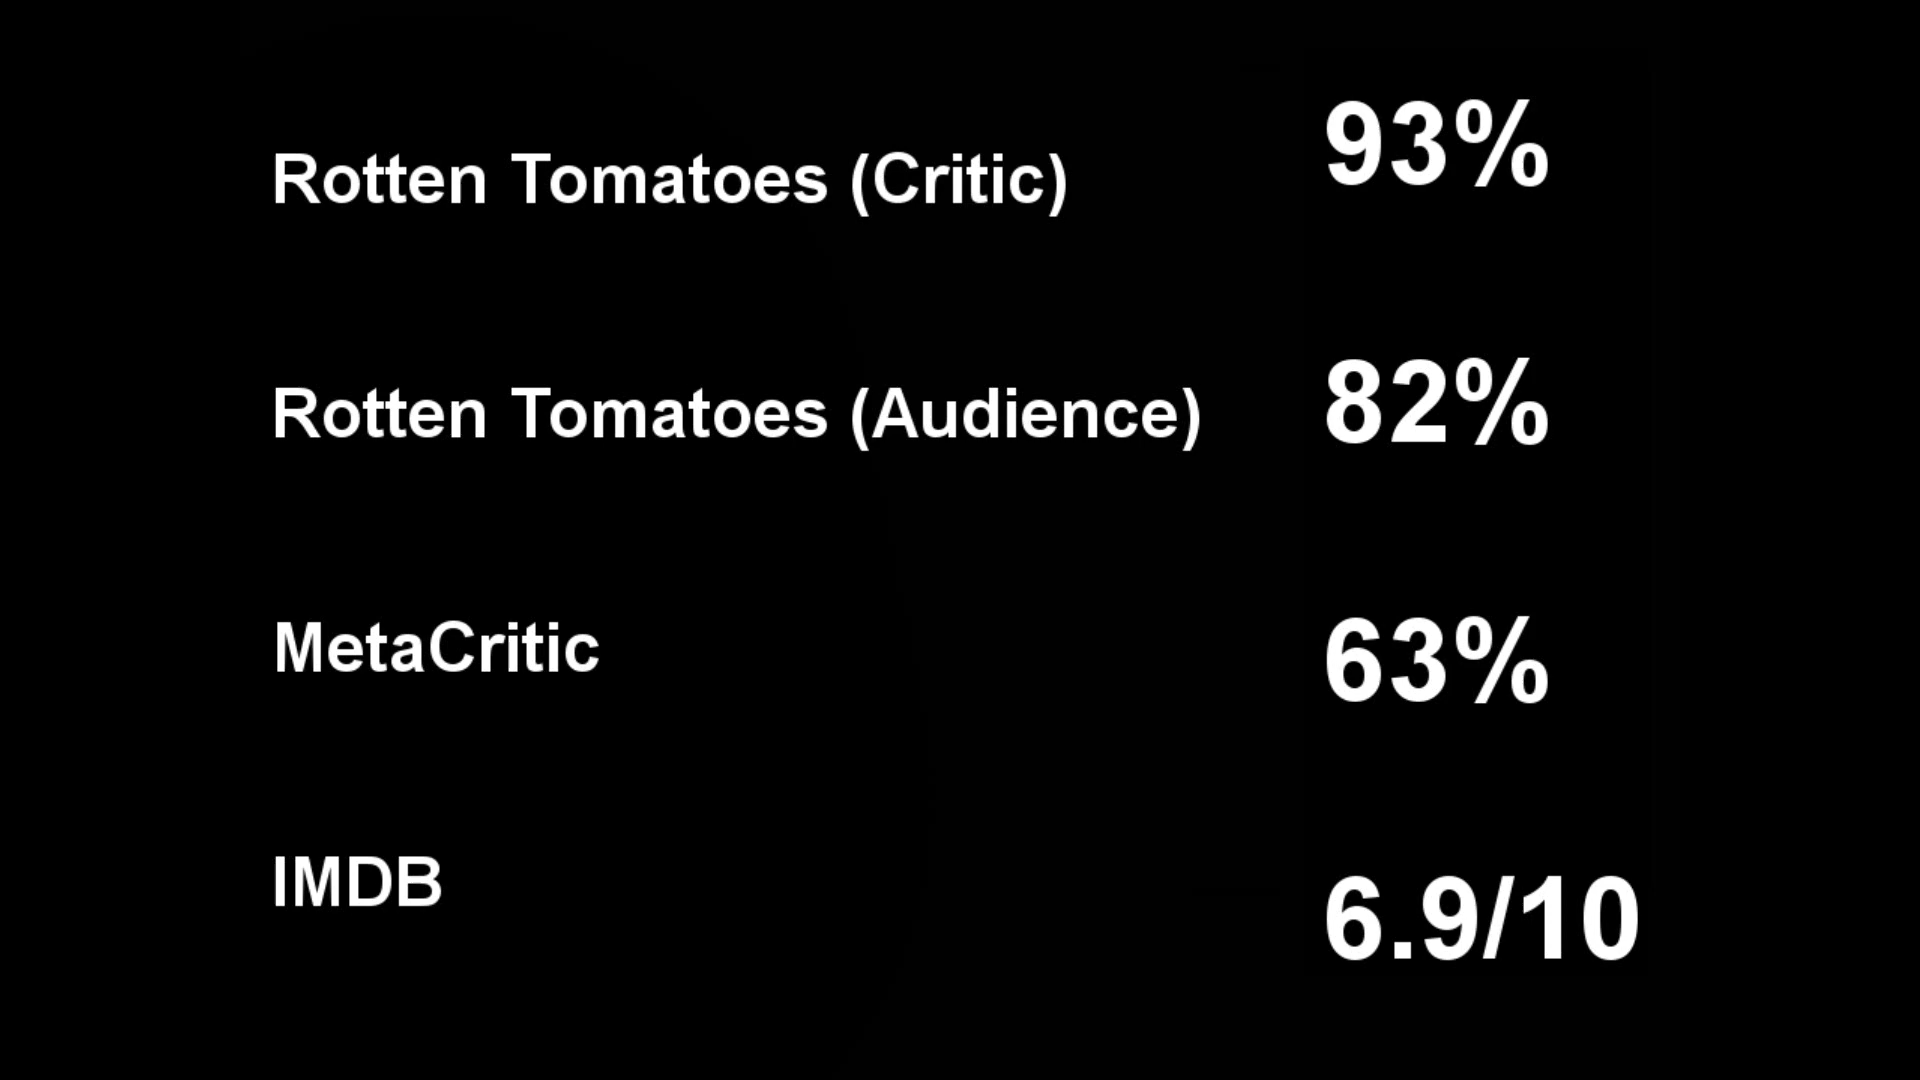 Rotten Tomatoes (Critic) 93%
Rotten Tomatoes (Audience) 82%
MetaCritic 63%
IMDB 6.9/10